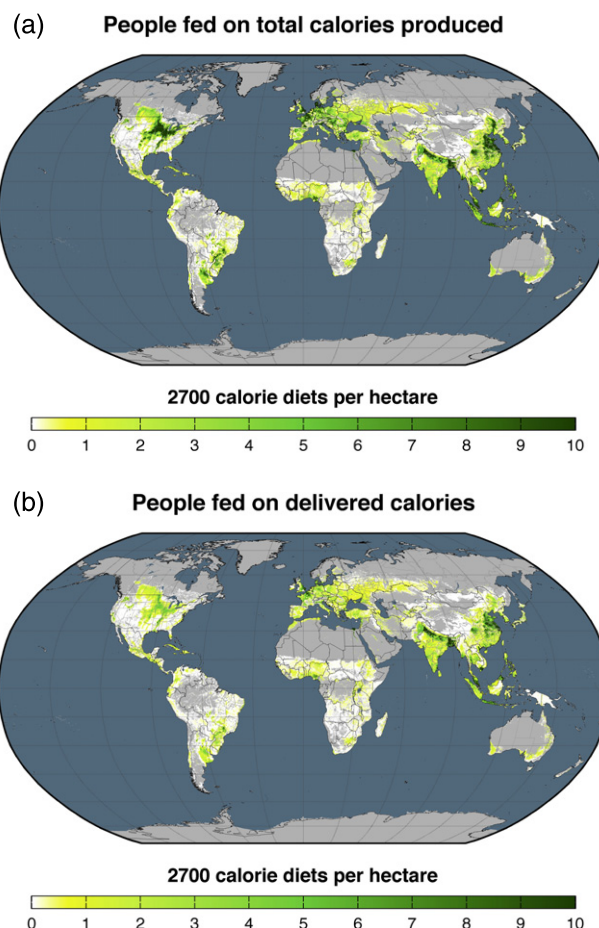 (a) People fed on total calories produced
2700 calorie diets per hectare
0 1 2 3 4 5 6 7 8 9 10
(b) People fed on delivered calories
2700 calorie diets per hectare
0 1 2 3 4 5 6 7 8 9 10